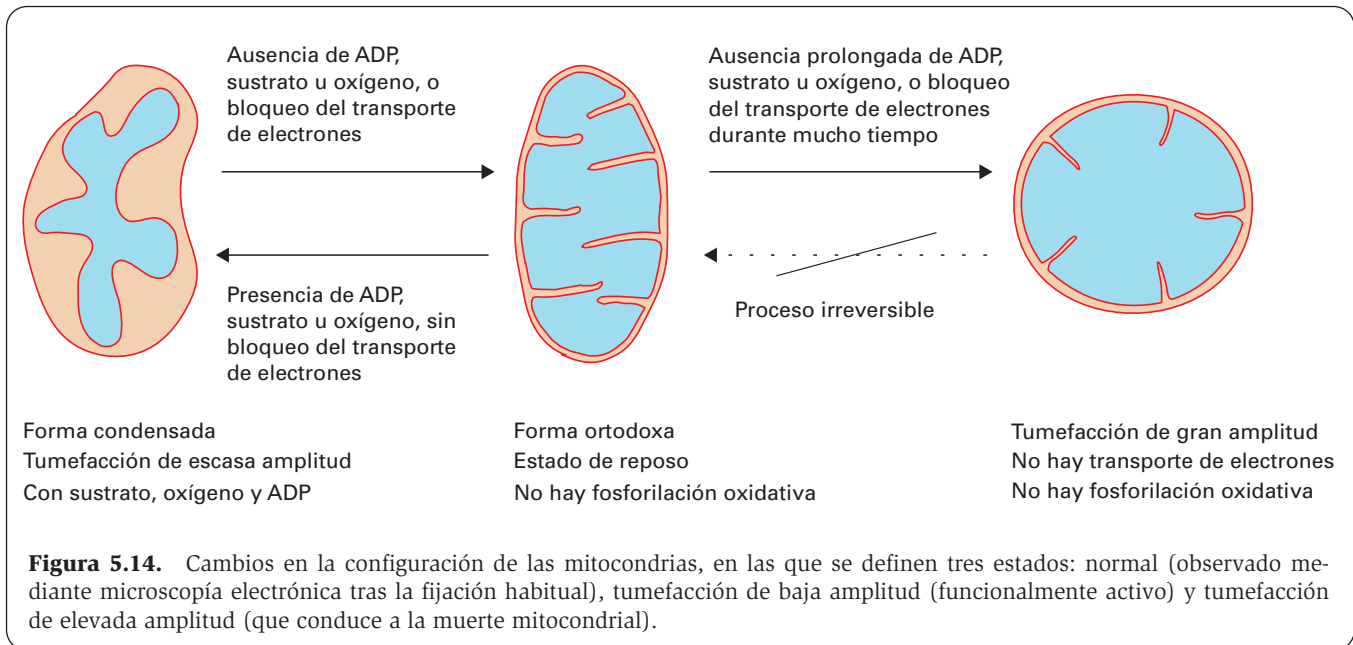 Ausencia de ADP,
sustrato u oxígeno, o
bloqueo del transporte
de electrones
Ausencia prolongada de ADP,
sustrato u oxígeno, o bloqueo
del transporte de electrones
durante mucho tiempo
Presencia de ADP,
sustrato u oxígeno, sin
bloqueo del transporte
de electrones
Proceso irreversible
Forma condensada
Tumefacción de escasa amplitud
Con sustrato, oxígeno y ADP
Forma ortodoxa
Estado de reposo
No hay fosforilación oxidativa
Tumefacción de gran amplitud
No hay transporte de electrones
No hay fosforilación oxidativa
Figura 5.14. Cambios en la configuración de las mitocondrias, en las que se definen tres estados: normal (observado me-
diante microscopía electrónica tras la fijación habitual), tumefacción de baja amplitud (funcionalmente activo) y tumefacción
de elevada amplitud (que conduce a la muerte mitocondrial).